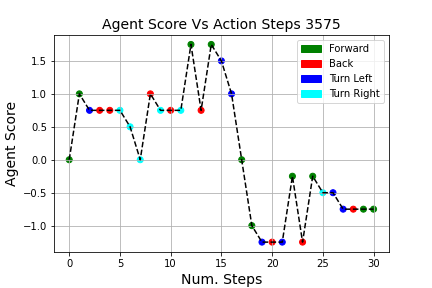 Agent Score Vs Action Steps 3575
Forward
Back
Turn Left
Turn Right
Agent Score
1.5
1.0
0.5
0.0
−0.5
−1.0
0 5 10 15 20 25 30
Num. Steps